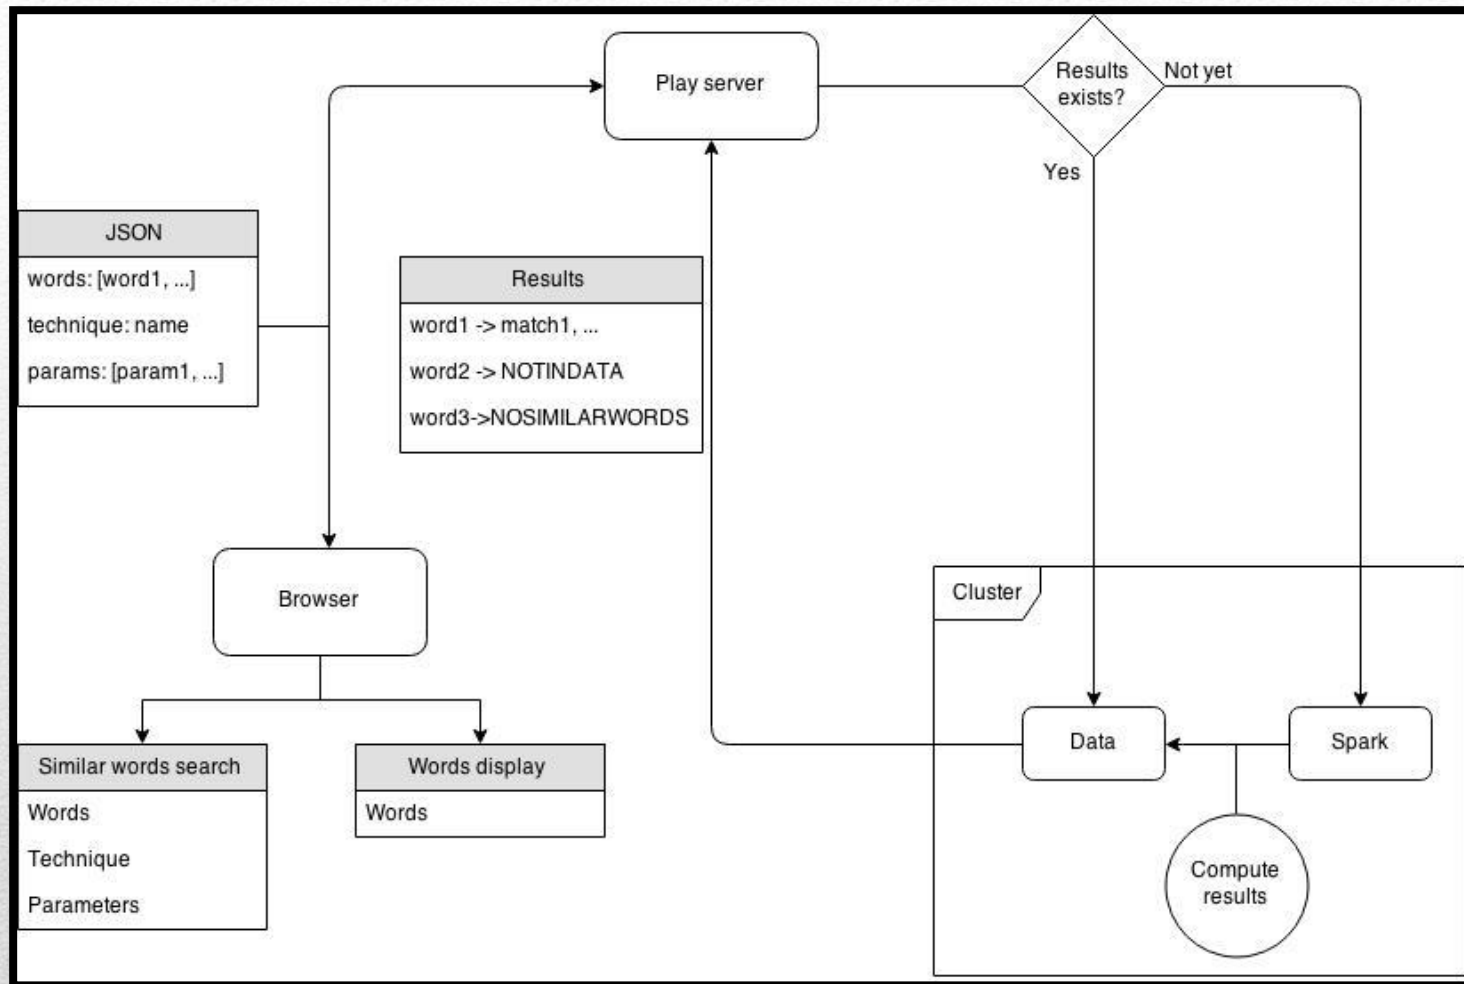 Play server
Results
exists?
Not yet
Yes
JSON
words: [word1, ...]
technique: name
params: [param1, ...]
Results
word1 -> match1, ...
word2 -> NOTINDATA
word3->NOSIMILARWORDS
Browser
Cluster
Data
Spark
Compute
results
Similar words search
Words
Technique
Parameters
Words display
Words